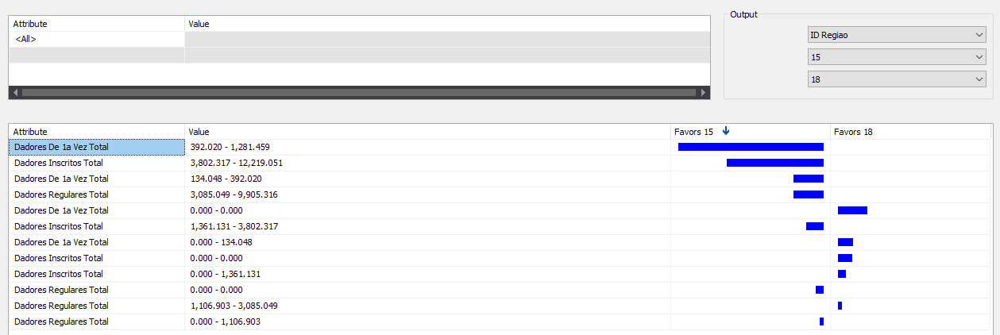 Attribute Value
<All>
Output
ID Regiao
15
18
Attribute Value Favors 15 Favors 18
Dadores De 1a Vez Total 392.020 - 1,281.459
Dadores Inscritos Total 3,802.317 - 12,219.051
Dadores De 1a Vez Total 134.048 - 392.020
Dadores Regulares Total 3,085.049 - 9,905.316
Dadores De 1a Vez Total 0.000 - 0.000
Dadores Inscritos Total 1,361.131 - 3,802.317
Dadores De 1a Vez Total 0.000 - 134.048
Dadores Inscritos Total 0.000 - 0.000
Dadores Inscritos Total 0.000 - 1,361.131
Dadores Regulares Total 0.000 - 0.000
Dadores Regulares Total 1,106.903 - 3,085.049
Dadores Regulares Total 0.000 - 1,106.903